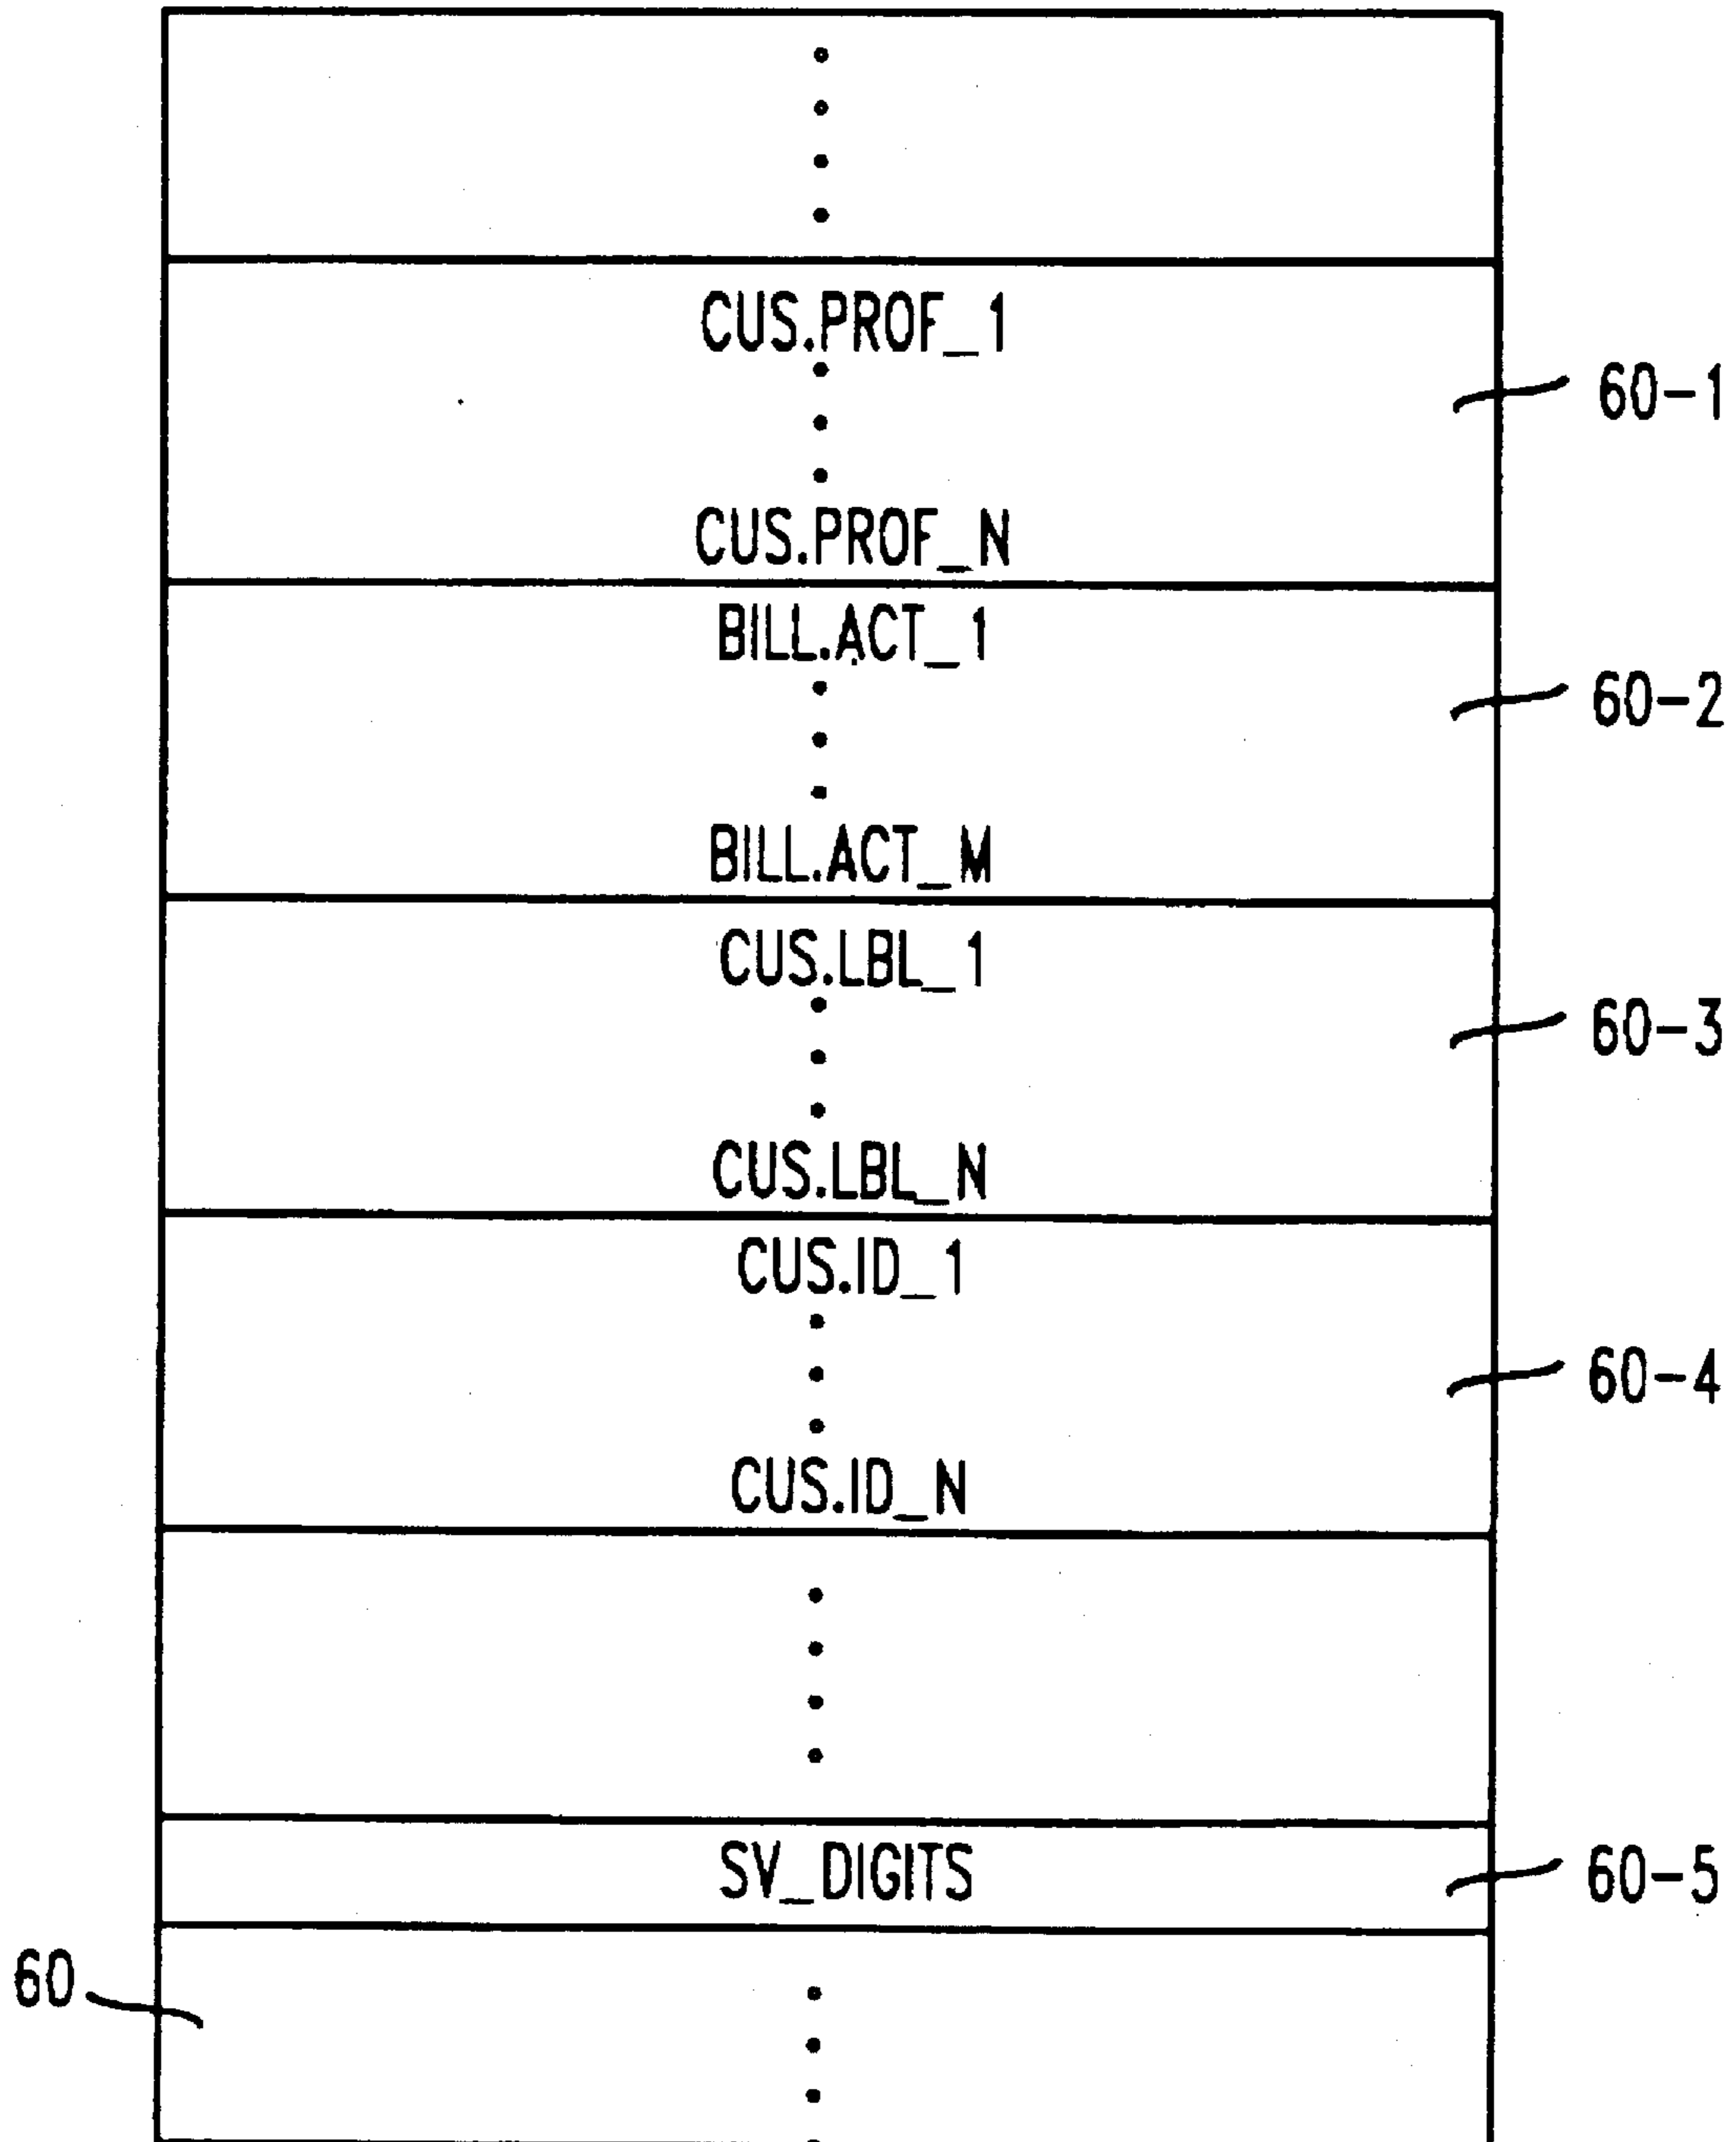 CUS.PROF_1
60-1
CUS.PROF_N
BILL.ACT_1
60-2
BILL.ACT_M
CUS.LBL_1
60-3
CUS.LBL_N
CUS.ID_1
60-4
CUS.ID_N
SV_DIGITS
60-5
60